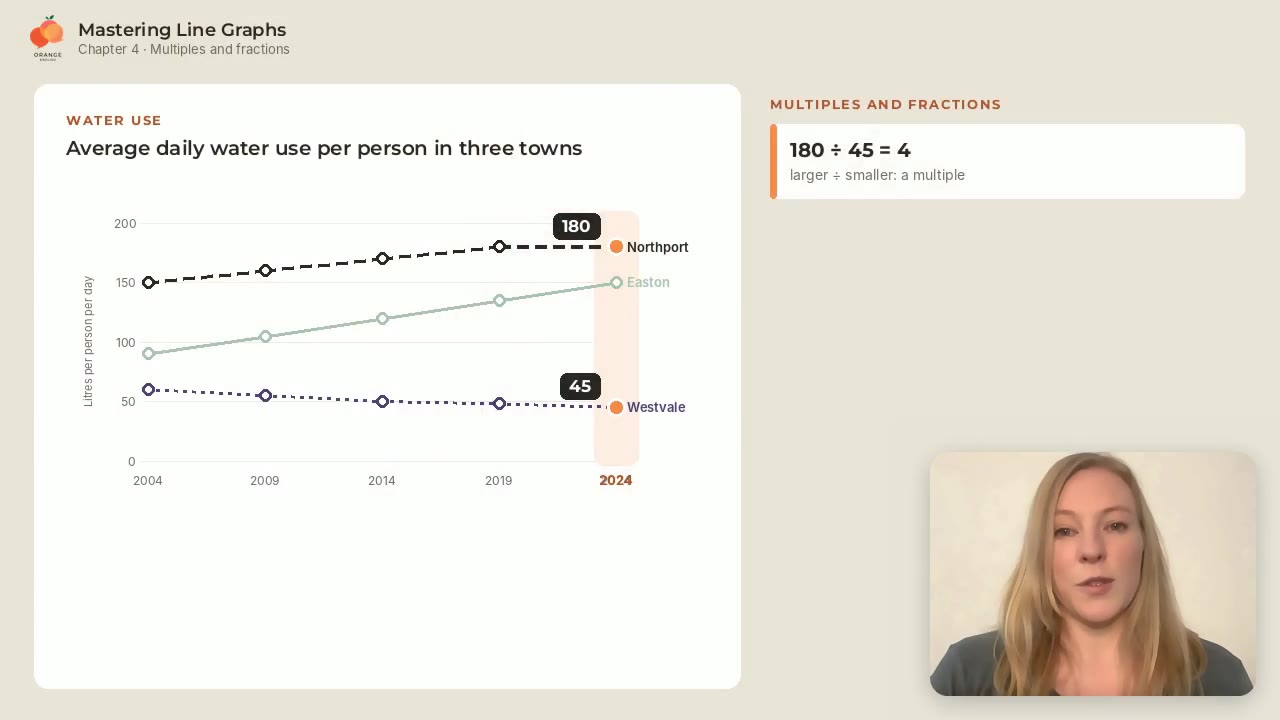 ORANGE
ENGLISH
Mastering Line Graphs
Chapter 4 · Multiples and fractions
WATER USE
Average daily water use per person in three towns
Litres per person per day
200
150
100
50
0
2004
2009
2014
2019
2024
180
Northport
Easton
45
Westvale
MULTIPLES AND FRACTIONS
180 ÷ 45 = 4
larger ÷ smaller: a multiple